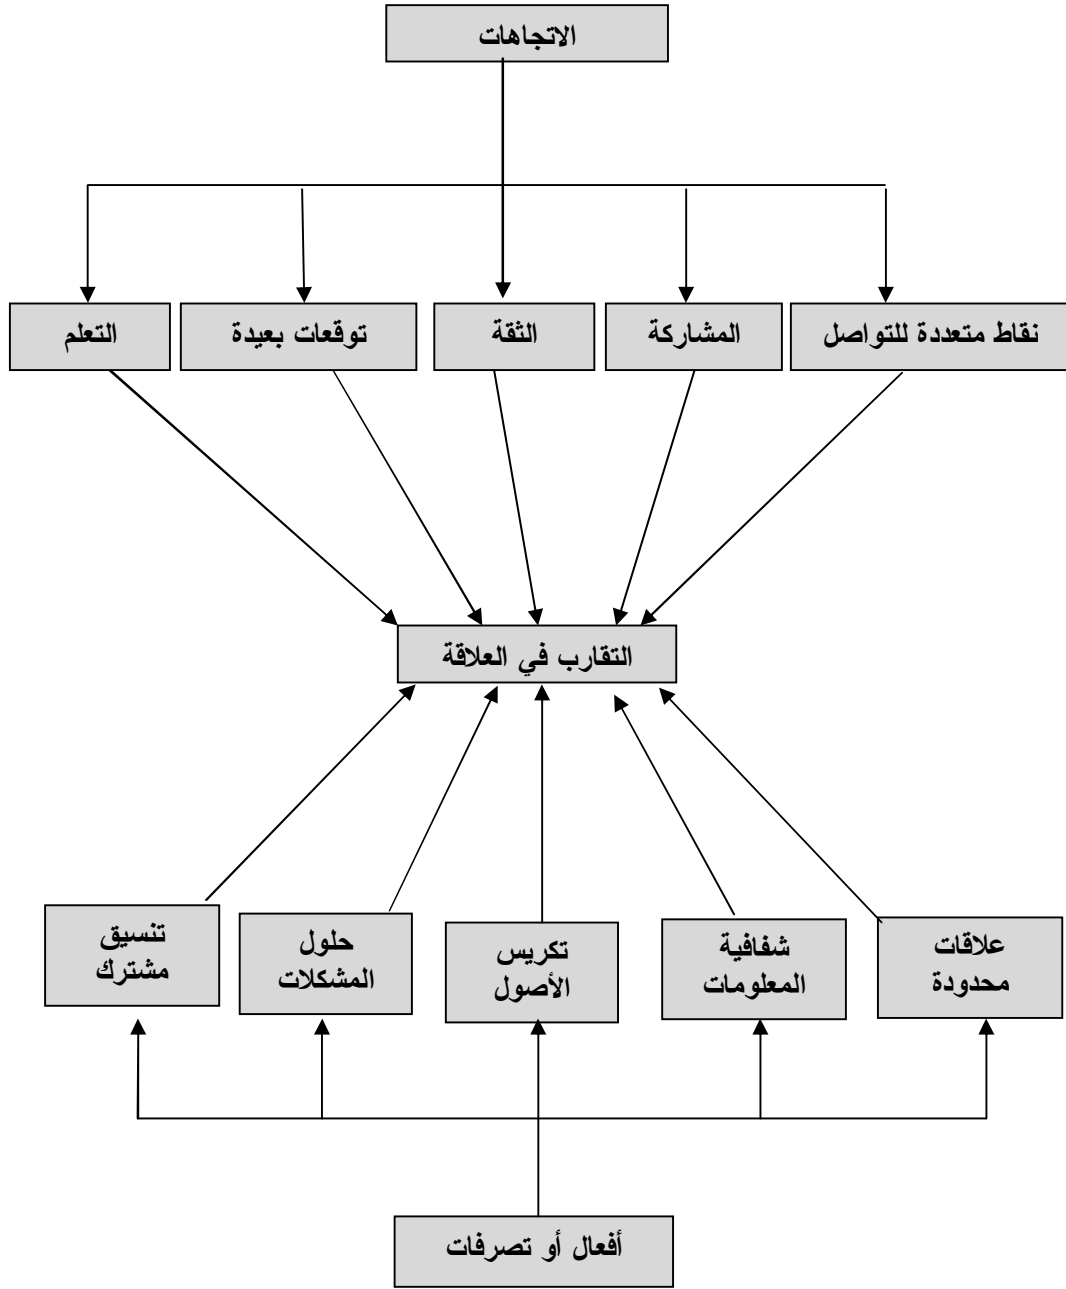 الاتجاهات
نقاط متعددة للتواصل
المشاركة
الثقة
توقعات بعيدة
التعلم
التقارب في العلاقة
علاقات
محدودة
شفافية
المعلومات
تكريس
الأصول
حلول
المشكلات
تنسيق
مشترك
أفعال أو تصرفات